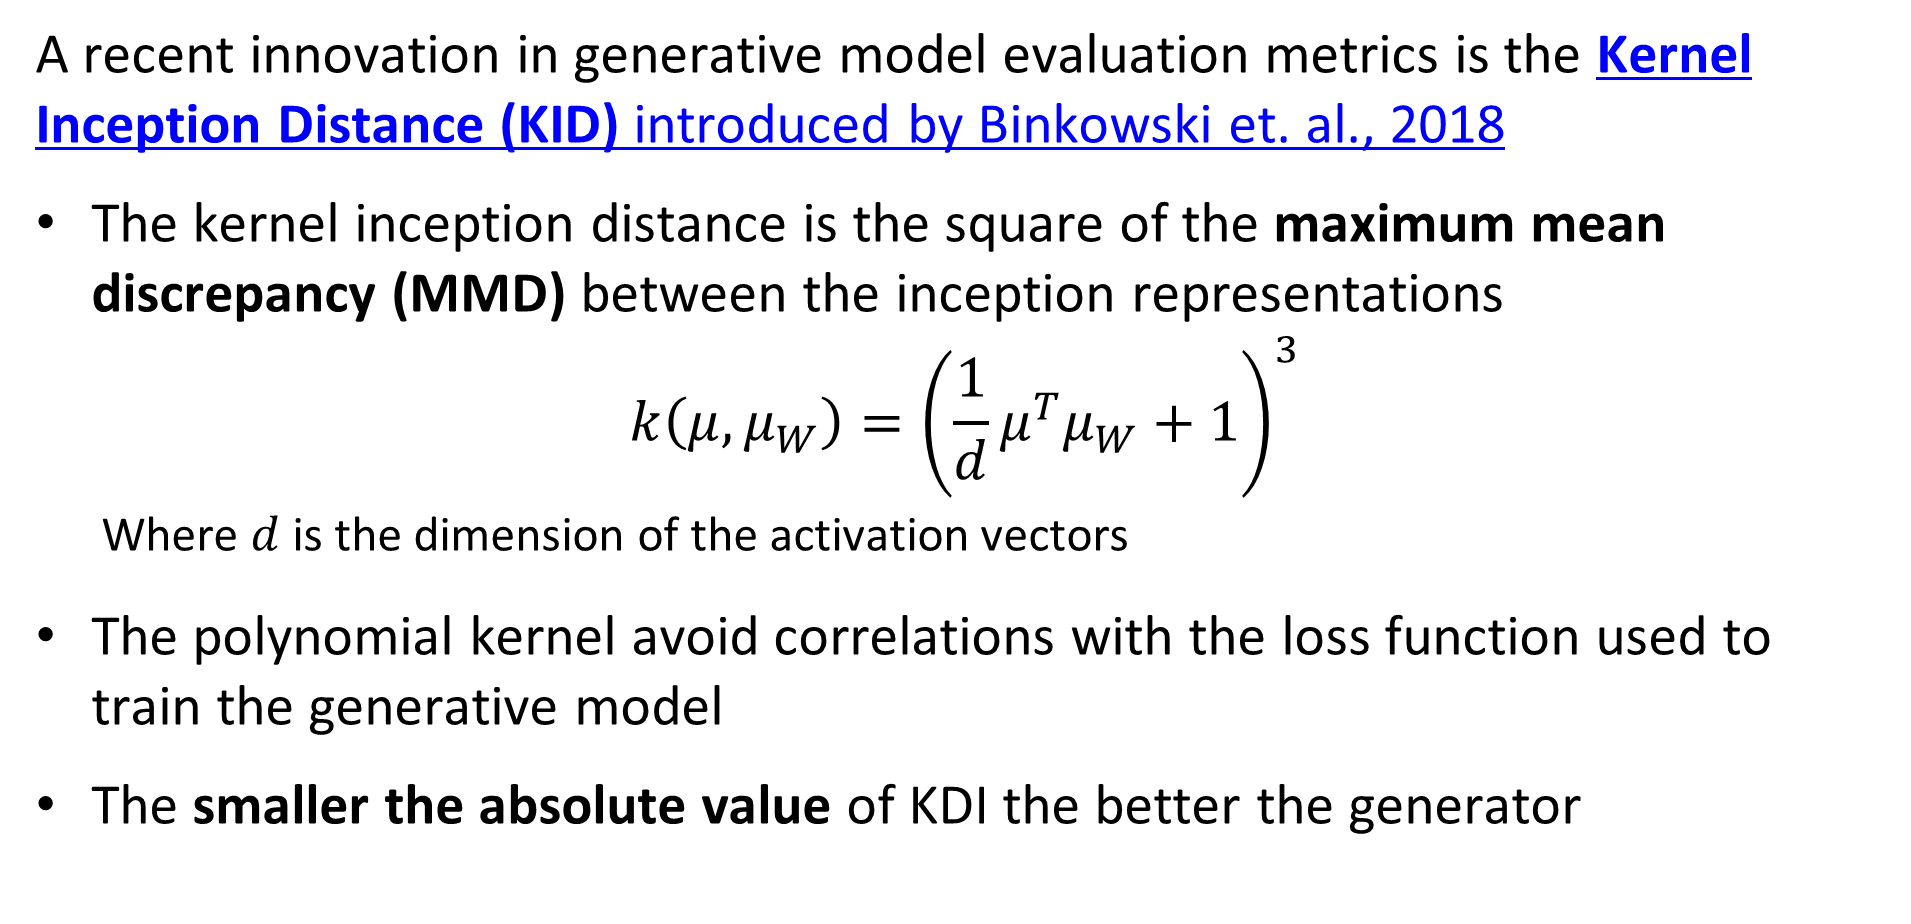 A recent innovation in generative model evaluation metrics is the Kernel
Inception Distance (KID) introduced by Binkowski et. al., 2018
• The kernel inception distance is the square of the maximum mean
discrepancy (MMD) between the inception representations
k(μ, μ_W) = (1/d μ^T μ_W + 1)^3
Where d is the dimension of the activation vectors
• The polynomial kernel avoid correlations with the loss function used to
train the generative model
• The smaller the absolute value of KDI the better the generator